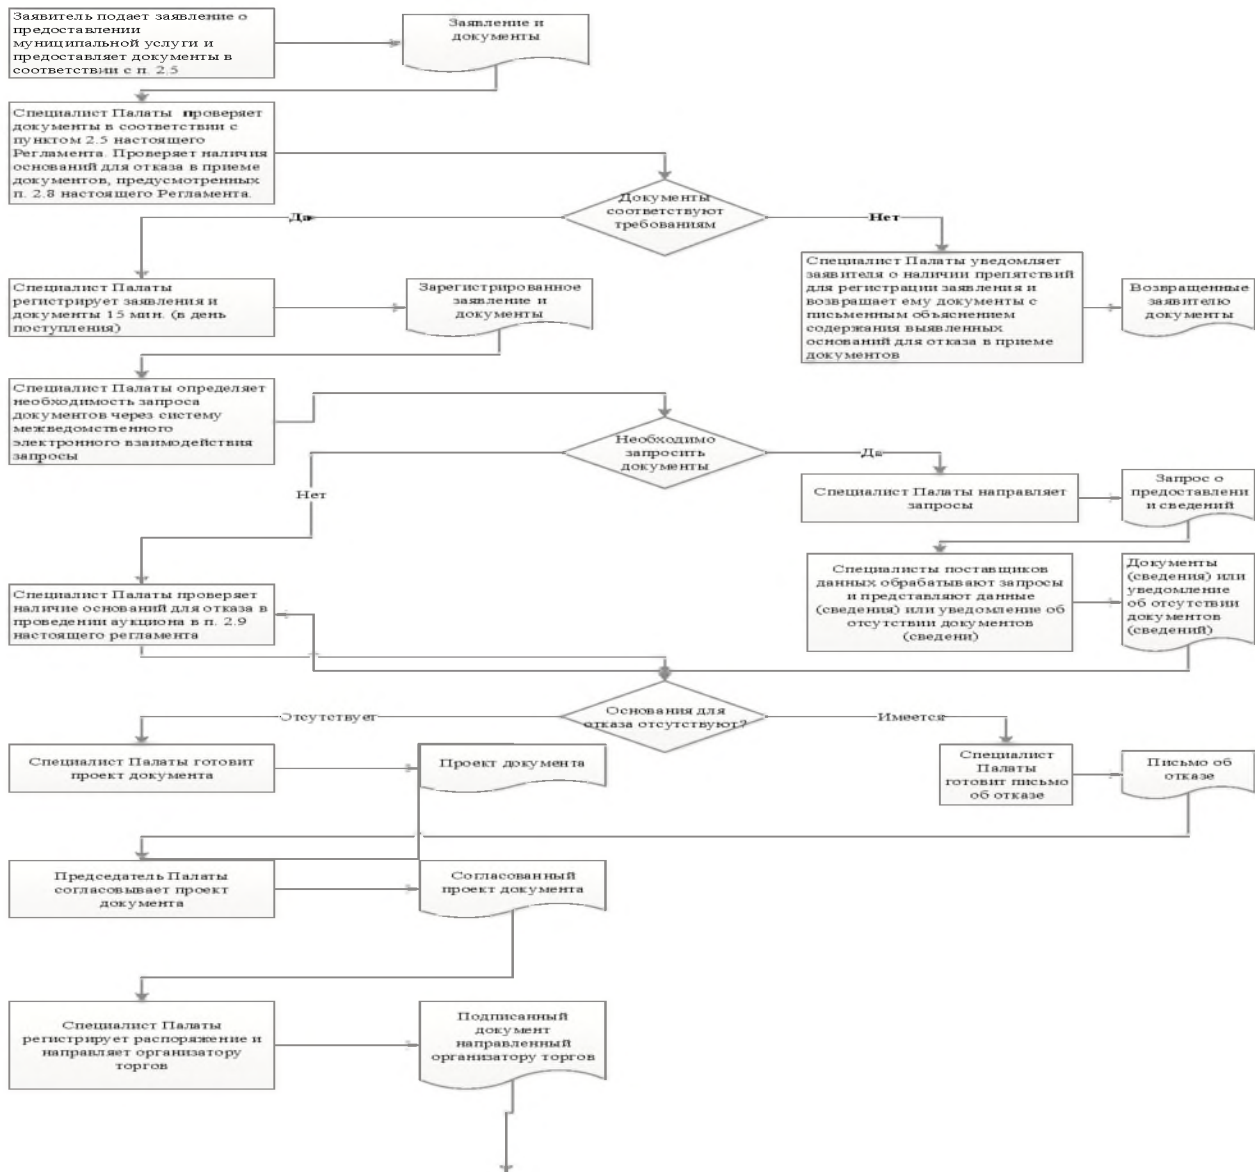 Заявитель подает заявление о
предоставлении
муниципальной услуги и
предоставляет документы в
соответствии с п. 2.5
Заявление и
документы
Специалист Палаты проверяет
документы в соответствии с
пунктом 2.5 настоящего
Регламента. Проверяет наличия
оснований для отказа в приеме
документов, предусмотренных
п. 2.8 настоящего Регламента.
Документы
соответствуют
требованиям
Да
Нет
Специалист Палаты
регистрирует заявления и
документы 15 мин. (в день
поступления)
Зарегистрированное
заявление и
документы
Специалист Палаты уведомляет
заявителя о наличии препятствий
для регистрации заявления и
возвращает ему документы с
письменным объяснением
содержания выявленных
оснований для отказа в приеме
документов
Возвращенные
заявителю
документы
Специалист Палаты определяет
необходимость запроса
документов через систему
межведомственного
электронного взаимодействия
запросы
Необходимо
запросить
документы
Да
Нет
Специалист Палаты направляет
запросы
Запрос о
предоставлени
и сведений
Специалисты поставщиков
данных обрабатывают запросы
и представляют данные
(сведения) или уведомление об
отсутствии документов
(сведени)
Документы
(сведения) или
уведомление
об отсутствии
документов
(сведений)
Специалист Палаты проверяет
наличие оснований для отказа в
проведении аукциона в п. 2.9
настоящего регламента
Основания для
отказа отсутствуют?
Отсутствует
Имеется
Специалист Палаты готовит
проект документа
Проект документа
Специалист
Палаты
готовит письмо
об отказе
Письмо об
отказе
Председатель Палаты
согласовывает проект
документа
Согласованный
проект документа
Специалист Палаты
регистрирует распоряжение и
направляет организатору
торгов
Подписанный
документ
направленный
организатору торгов